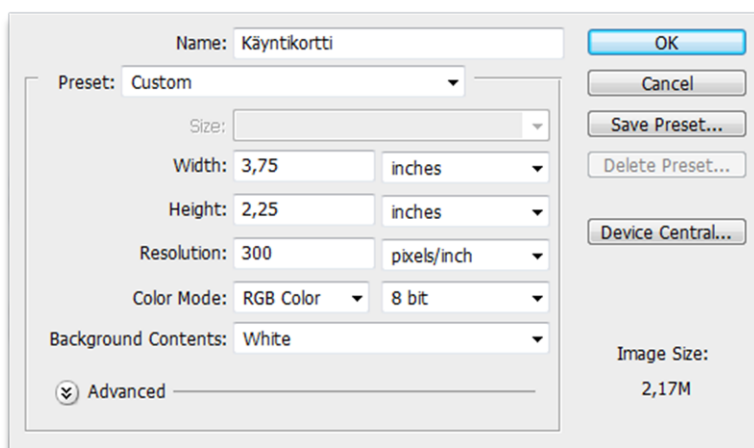 Name: Käyntikortti
OK
Preset: Custom
Cancel
Size:
Save Preset...
Width: 3,75 inches
Delete Preset...
Height: 2,25 inches
Device Central...
Resolution: 300 pixels/inch
Color Mode: RGB Color 8 bit
Background Contents: White
Image Size:
Advanced
2,17M